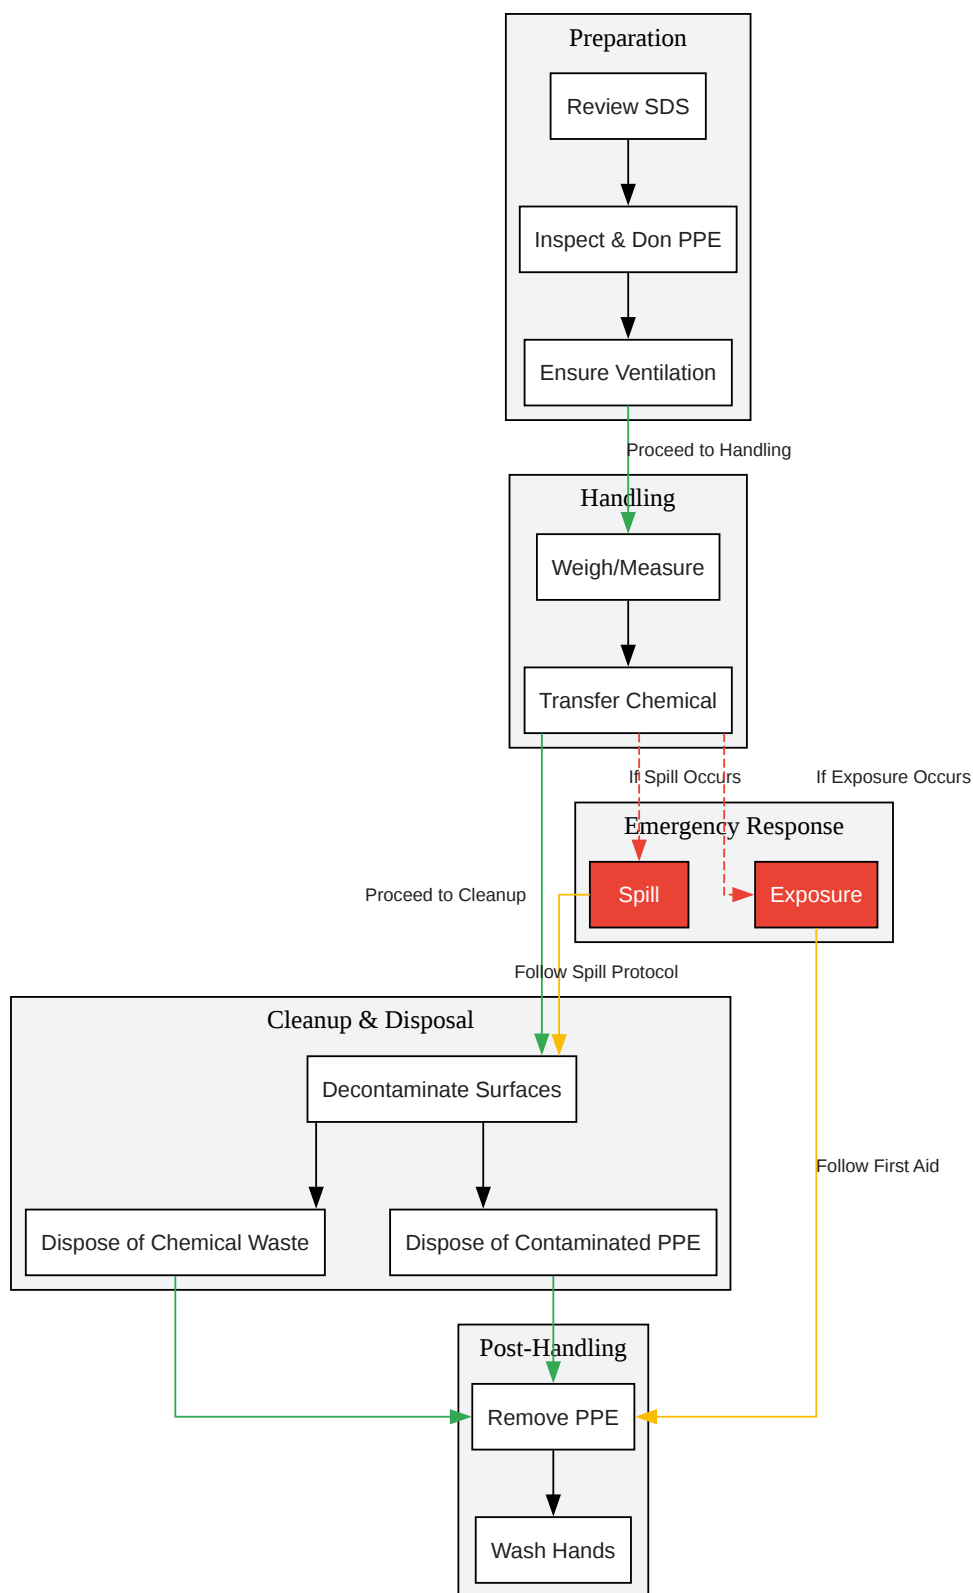 Preparation
Review SDS
Inspect & Don PPE
Ensure Ventilation
Proceed to Handling
Handling
Weigh/Measure
Transfer Chemical
If Spill Occurs
If Exposure Occurs
Emergency Response
Spill
Exposure
Proceed to Cleanup
Follow Spill Protocol
Cleanup & Disposal
Decontaminate Surfaces
Follow First Aid
Dispose of Chemical Waste
Dispose of Contaminated PPE
Post-Handling
Remove PPE
Wash Hands